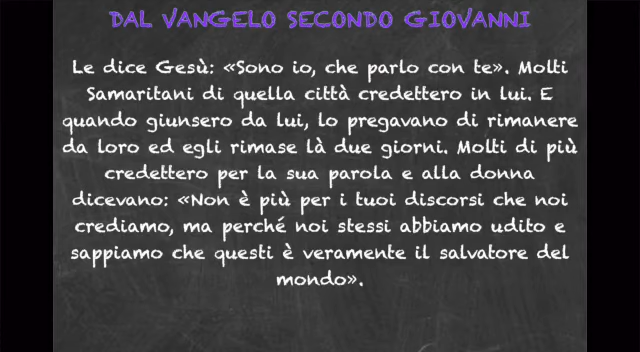 DAL VANGELO SECONDO GIOVANNI
Le dice Gesù: «Sono io, che parlo con te». Molti
Samaritani di quella città credettero in lui. E
quando giunsero da lui, lo pregavano di rimanere
da loro ed egli rimase là due giorni. Molti di più
credettero per la sua parola e alla donna
dicevano: «Non è più per i tuoi discorsi che noi
crediamo, ma perché noi stessi abbiamo udito e
sappiamo che questi è veramente il salvatore del
mondo».